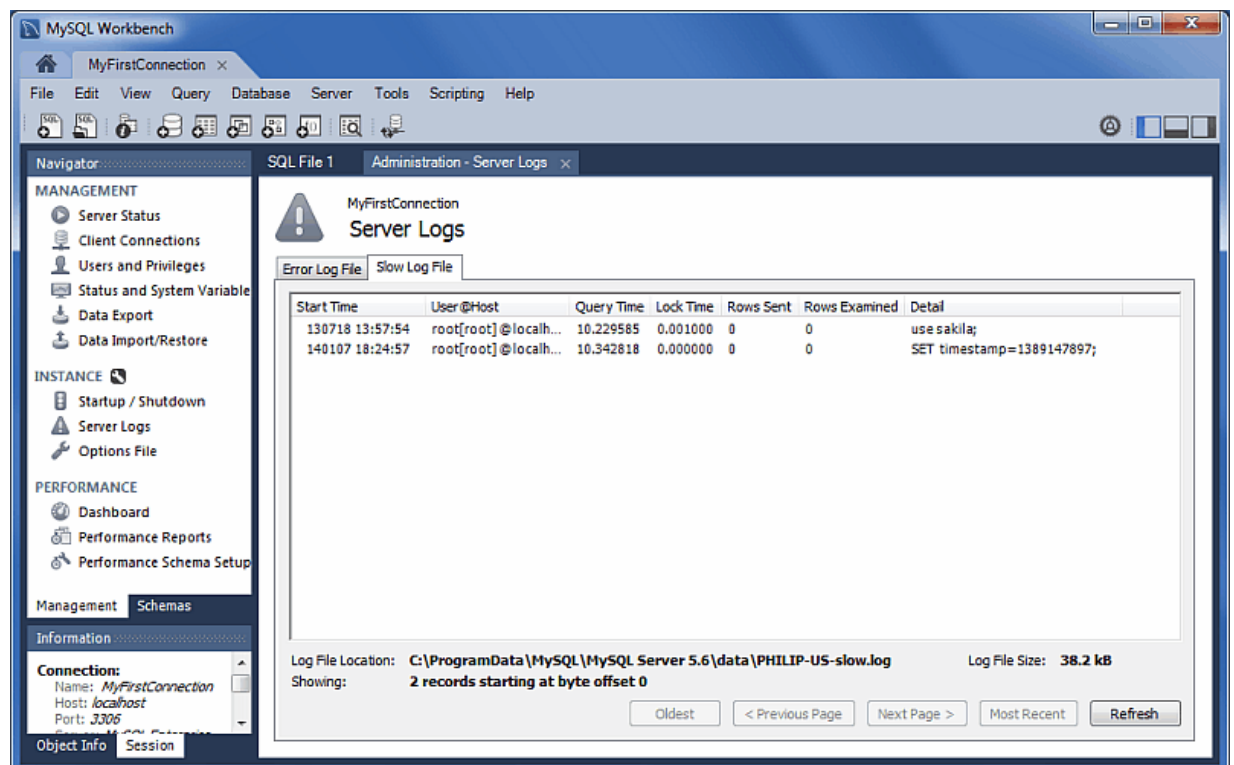 MySQL Workbench
MyFirstConnection ×
File Edit View Query Database Server Tools Scripting Help
Navigator
MANAGEMENT
Server Status
Client Connections
Users and Privileges
Status and System Variable
Data Export
Data Import/Restore
INSTANCE
Startup / Shutdown
Server Logs
Options File
PERFORMANCE
Dashboard
Performance Reports
Performance Schema Setup
Management Schemas
Information
Connection:
Name: MyFirstConnection
Host: localhost
Port: 3306
Object Info Session
SQL File 1 Administration - Server Logs ×
MyFirstConnection
Server Logs
Error Log File Slow Log File
Start Time User@Host Query Time Lock Time Rows Sent Rows Examined Detail
130718 13:57:54 root[root]@localh... 10.229585 0.001000 0 0 use sakila;
140107 18:24:57 root[root]@localh... 10.342818 0.000000 0 0 SET timestamp=1389147897;
Log File Location: C:\ProgramData\MySQL\MySQL Server 5.6\data\PHILIP-US-slow.log Log File Size: 38.2 kB
Showing: 2 records starting at byte offset 0
Oldest < Previous Page Next Page > Most Recent Refresh